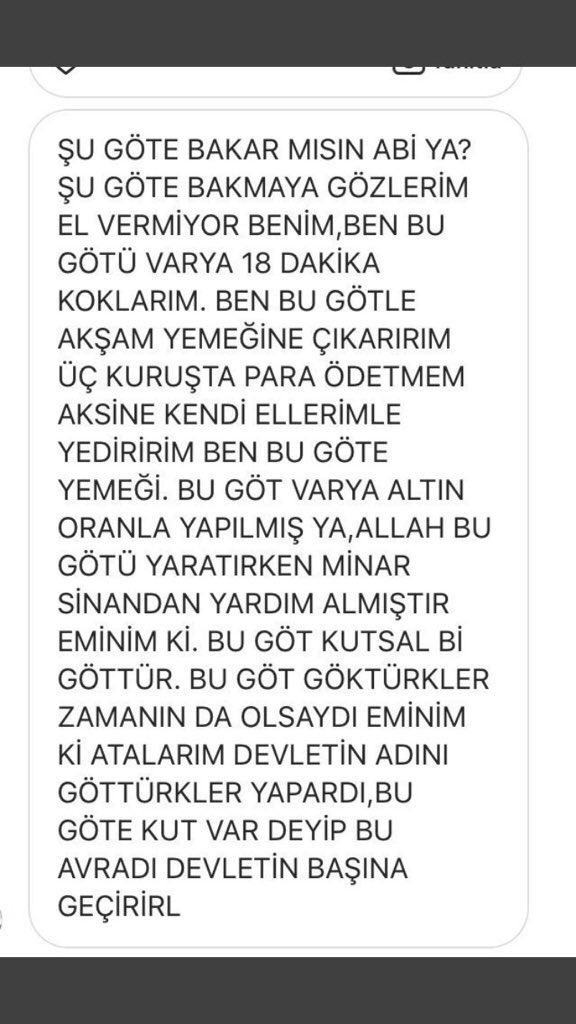 ŞU GÖTE BAKAR MISIN ABİ YA?
ŞU GÖTE BAKMAYA GÖZLERİM
EL VERMİYOR BENİM,BEN BU
GÖTÜ VARYA 18 DAKİKA
KOKLARIM. BEN BU GÖTLE
AKŞAM YEMEĞİNE ÇIKARIRIM
ÜÇ KURUŞTA PARA ÖDETMEM
AKSİNE KENDİ ELLERİMLE
YEDİRİRİM BEN BU GÖTE
YEMEĞİ. BU GÖT VARYA ALTIN
ORANLA YAPILMIŞ YA,ALLAH BU
GÖTÜ YARATIRKEN MİNAR
SİNANDAN YARDIM ALMIŞTIR
EMİNİM Kİ. BU GÖT KUTSAL Bİ
GÖTTÜR. BU GÖT GÖKTÜRKLER
ZAMANIN DA OLSAYDI EMİNİM
Kİ ATALARIM DEVLETİN ADINI
GÖTTÜRKLER YAPARDI,BU
GÖTE KUT VAR DEYİP BU
AVRADI DEVLETİN BAŞINA
GEÇİRİRL